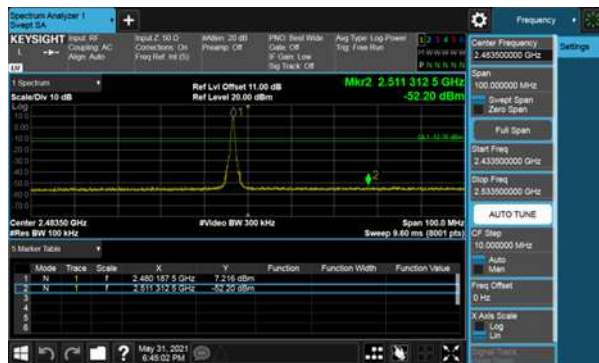 Spectrum Analyzer 1
Swept SA
+
Frequency
KEYSIGHT
Input: RF
Coupling: AC
Align: Auto
Input Z: 50 Ω
Corrections: On
Freq Ref: Int (S)
#Atten: 20 dB
Preamp: Off
PNO: Best Wide
Gate: Off
IF Gain: Low
Sig Track: Off
Avg Type: Log-Power
Trig: Free Run
1 Spectrum
Scale/Div 10 dB
Log
Ref Lvl Offset 11.00 dB
Ref Level 20.00 dBm
Mkr2 2.511 312 5 GHz
-52.20 dBm
Center 2.48350 GHz
#Res BW 100 kHz
#Video BW 300 kHz
Span 100.0 MHz
Sweep 9.60 ms (8001 pts)
5 Marker Table
Mode Trace Scale X Y Function Function Width Function Value
1 N 1 f 2.480 187 5 GHz 7.216 dBm
2 N 1 f 2.511 312 5 GHz -52.20 dBm
3
4
5
6
May 31, 2021
6:45:02 PM
Center Frequency
2.483500000 GHz
Settings
Span
100.000000 MHz
Swept Span
Zero Span
Full Span
Start Freq
2.433500000 GHz
Stop Freq
2.533500000 GHz
AUTO TUNE
CF Step
10.000000 MHz
Auto
Man
Freq Offset
0 Hz
X Axis Scale
Log
Lin